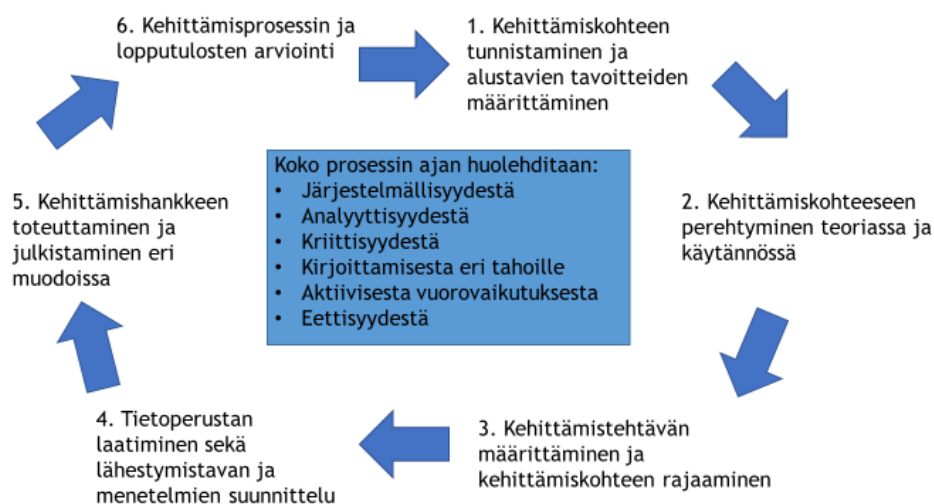 6. Kehittämisprosessin ja
lopputulosten arviointi
1. Kehittämiskohteen
tunnistaminen ja
alustavien tavoitteiden
määrittäminen
Koko prosessin ajan huolehditaan:
• Järjestelmällisyydestä
• Analyyttisyydestä
• Kriittisyydestä
• Kirjoittamisesta eri tahoille
• Aktiivisesta vuorovaikutuksesta
• Eettisyydestä
5. Kehittämishankkeen
toteuttaminen ja
julkistaminen eri
muodoissa
2. Kehittämiskohteeseen
perehtyminen teoriassa ja
käytännössä
4. Tietoperustan
laatiminen sekä
lähestymistavan ja
menetelmien suunnittelu
3. Kehittämistehtävän
määrittäminen ja
kehittämiskohteen rajaaminen